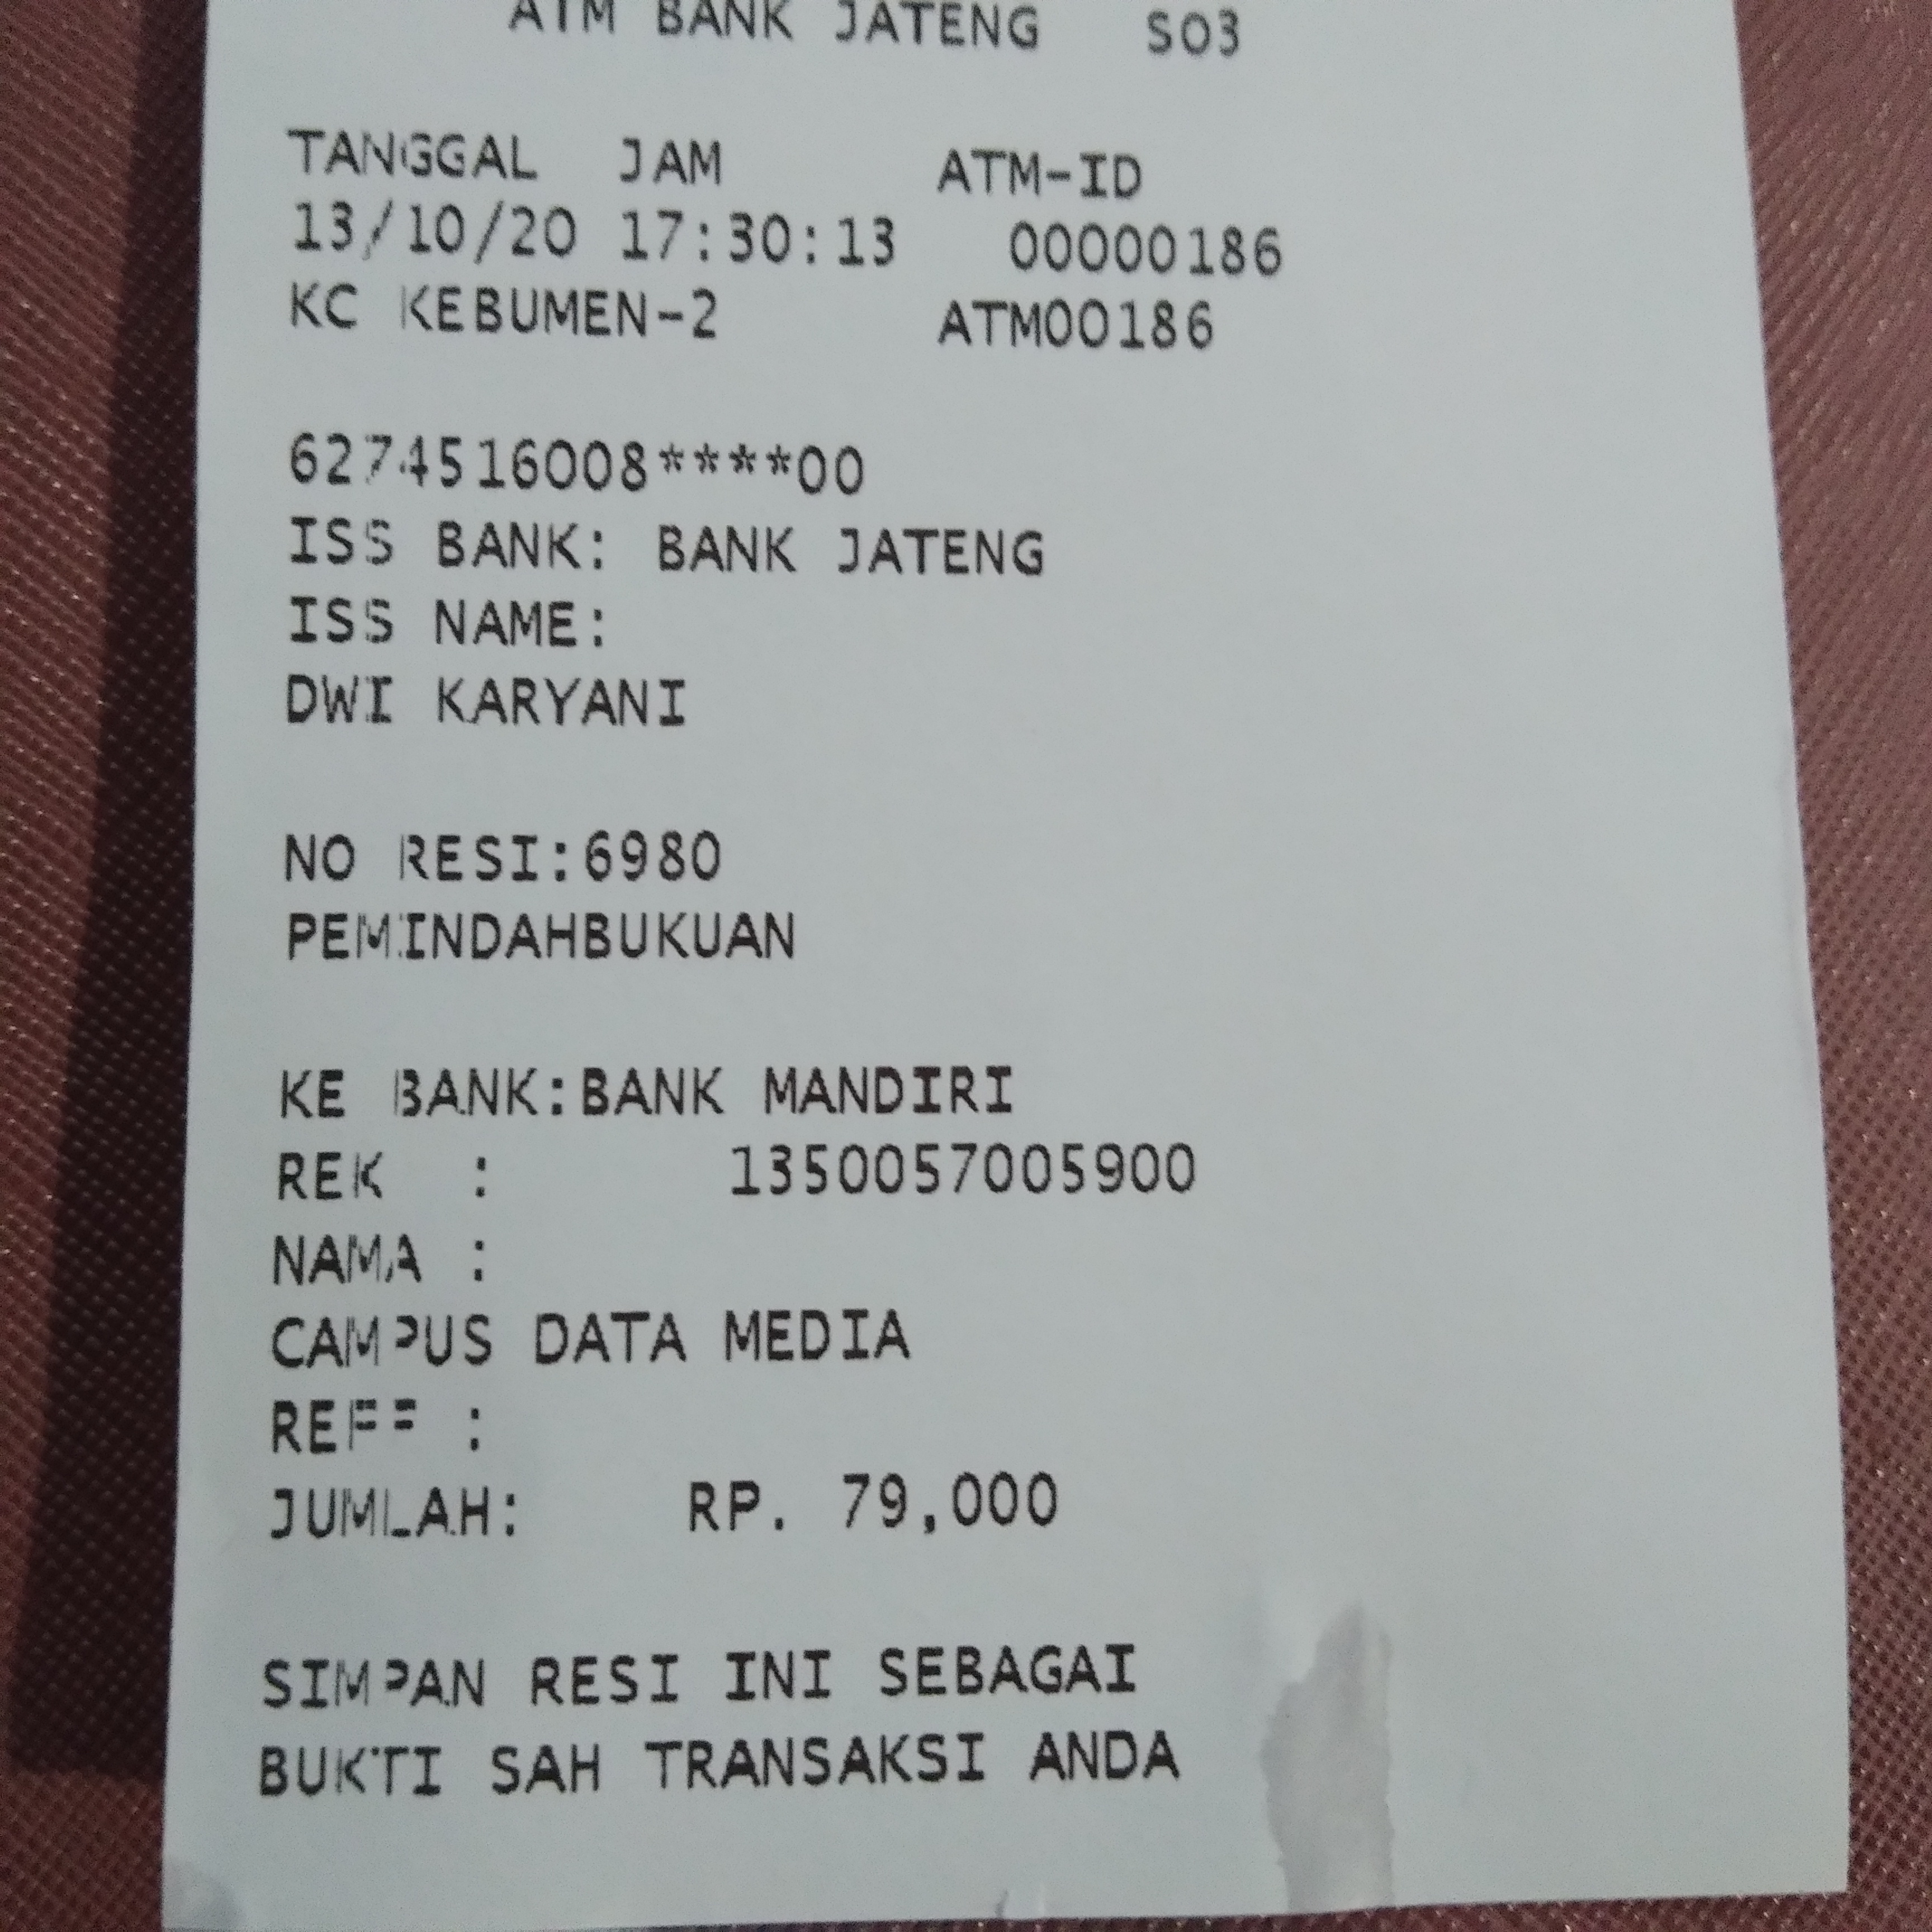 ATM BANK JATENG S03
TANGGAL JAM ATM-ID
13/10/20 17:30:13 00000186
KC KEBUMEN-2 ATM00186
6274516008****00
ISS BANK: BANK JATENG
ISS NAME:
DWI KARYANI
NO RESI:6980
PEMINDAHBUKUAN
KE BANK:BANK MANDIRI
REK : 1350057005900
NAMA :
CAMPUS DATA MEDIA
REFF :
JUMLAH: RP. 79,000
SIMPAN RESI INI SEBAGAI
BUKTI SAH TRANSAKSI ANDA